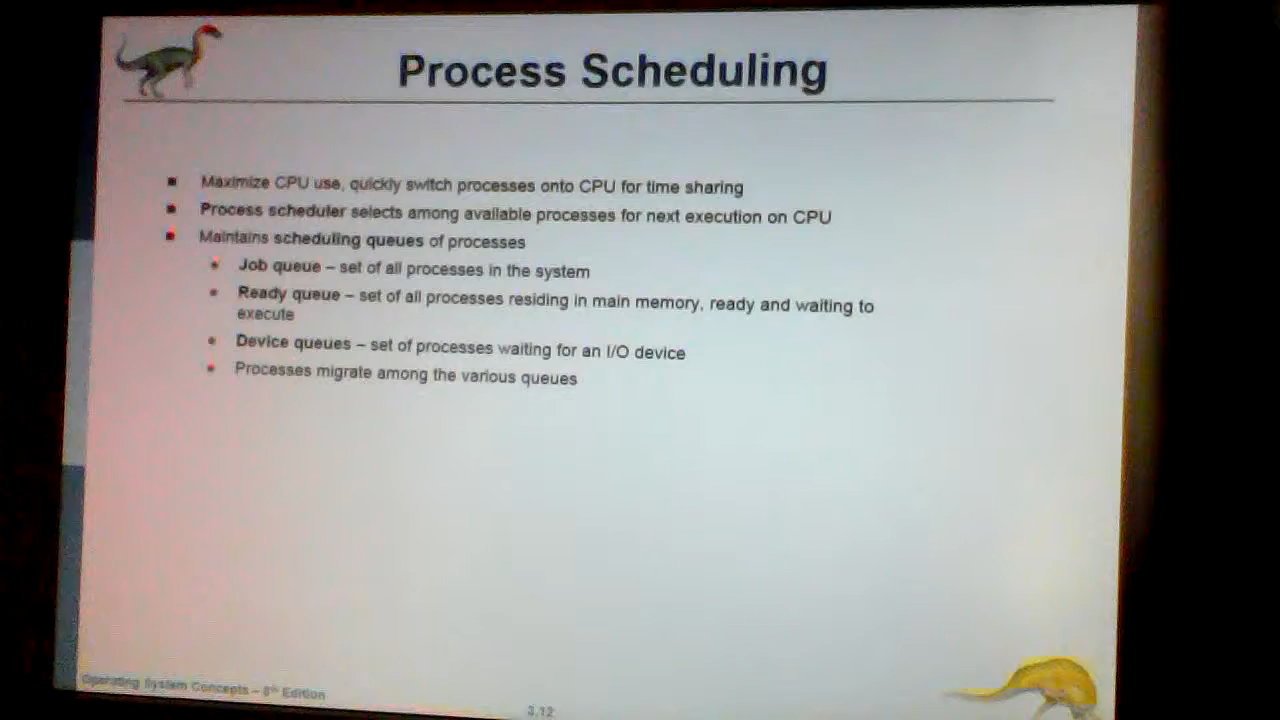 Process Scheduling
Maximize CPU use, quickly switch processes onto CPU for time sharing
Process scheduler selects among available processes for next execution on CPU
Maintains scheduling queues of processes
Job queue – set of all processes in the system
Ready queue – set of all processes residing in main memory, ready and waiting to
execute
Device queues – set of processes waiting for an I/O device
Processes migrate among the various queues
Operating System Concepts – 8th Edition
3.12